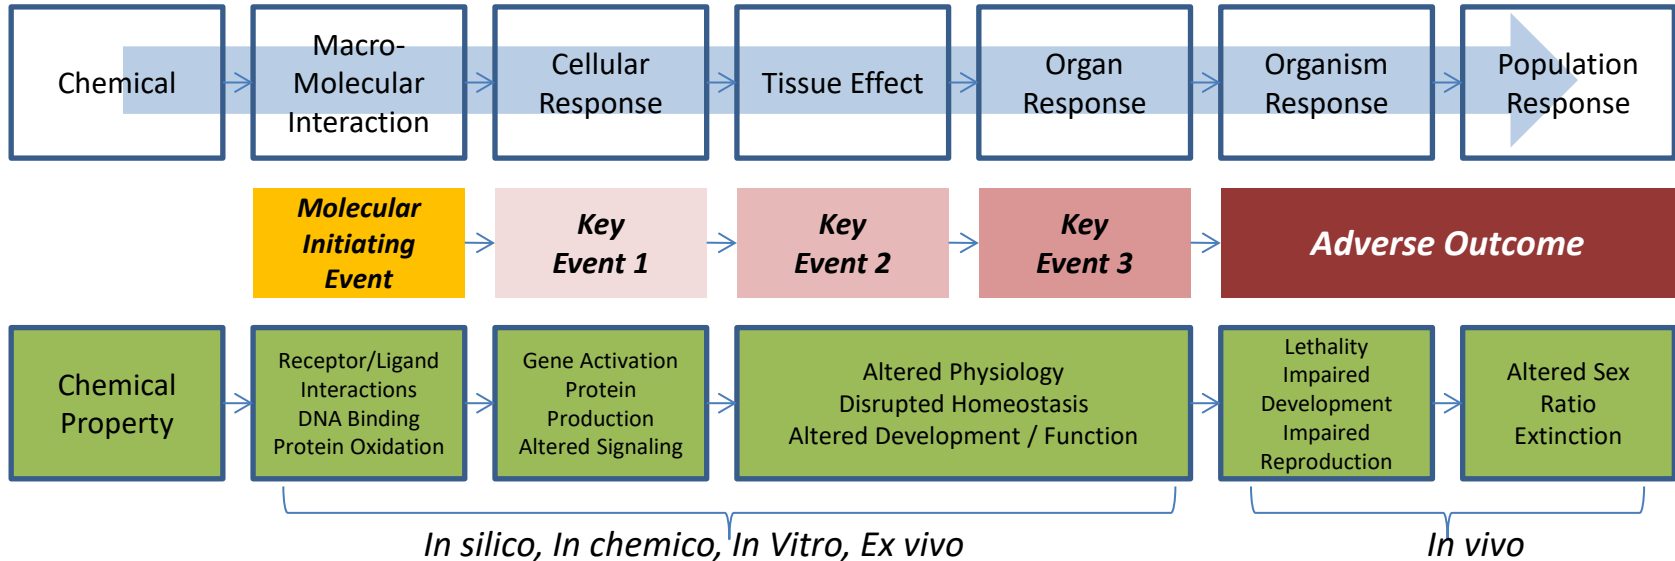 Chemical
Macro-
Molecular
Interaction
Cellular
Response
Tissue Effect
Organ
Response
Organism
Response
Population
Response
Molecular
Initiating
Event
Key
Event 1
Key
Event 2
Key
Event 3
Adverse Outcome
Chemical
Property
Receptor/Ligand
Interactions
DNA Binding
Protein Oxidation
Gene Activation
Protein
Production
Altered Signaling
Altered Physiology
Disrupted Homeostasis
Altered Development / Function
Lethality
Impaired
Development
Impaired
Reproduction
Altered Sex
Ratio
Extinction
In silico, In chemico, In Vitro, Ex vivo
In vivo